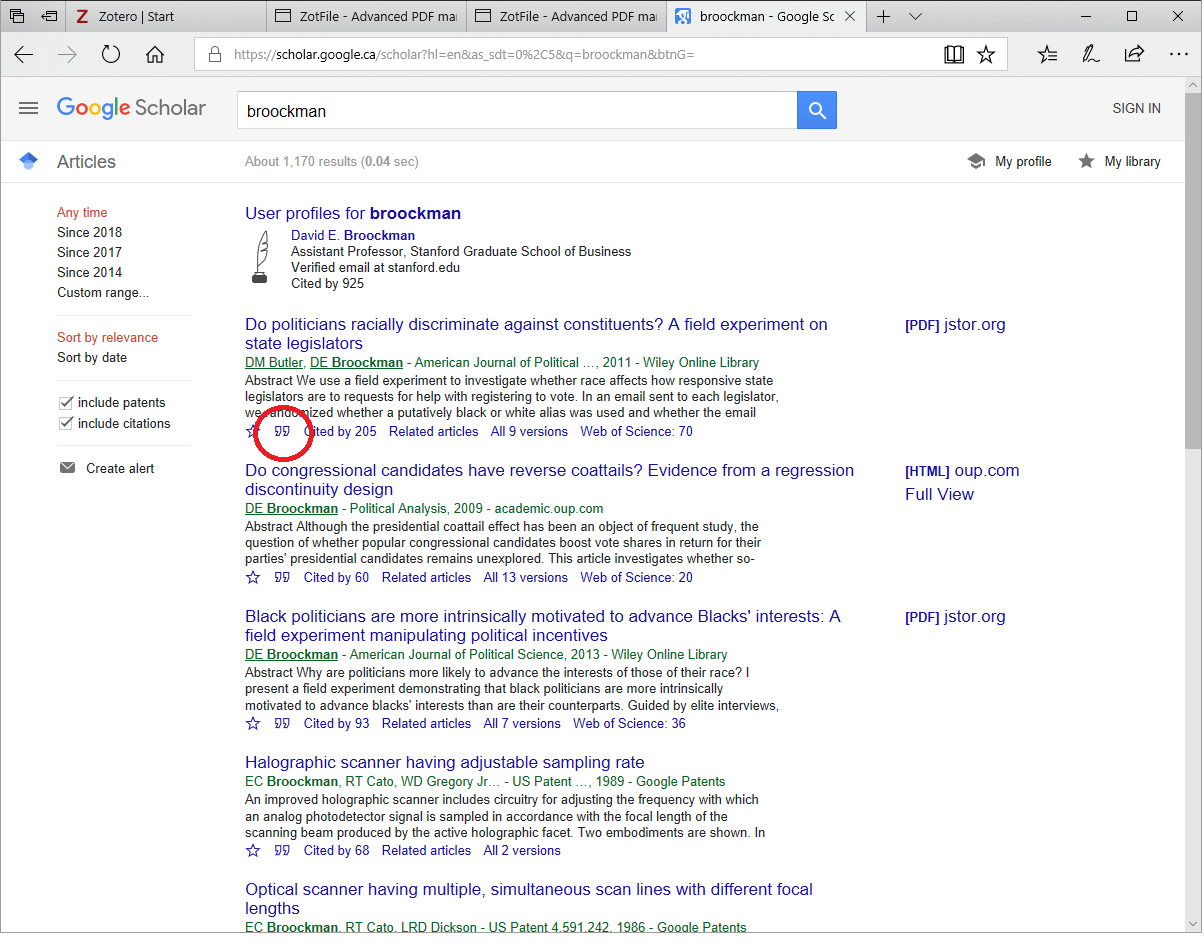 Zotero | Start
ZotFile - Advanced PDF mar
ZotFile - Advanced PDF mar
broockman - Google Sc
https://scholar.google.ca/scholar?hl=en&as_sdt=0%2C5&q=broockman&btnG=
Google Scholar
broockman
SIGN IN
Articles
About 1,170 results (0.04 sec)
My profile
My library
Any time
Since 2018
Since 2017
Since 2014
Custom range...
Sort by relevance
Sort by date
include patents
include citations
Create alert
User profiles for broockman
David E. Broockman
Assistant Professor, Stanford Graduate School of Business
Verified email at stanford.edu
Cited by 925
Do politicians racially discriminate against constituents? A field experiment on
state legislators
DM Butler, DE Broockman - American Journal of Political …, 2011 - Wiley Online Library
Abstract We use a field experiment to investigate whether race affects how responsive state
legislators are to requests for help with registering to vote. In an email sent to each legislator,
we randomized whether a putatively black or white alias was used and whether the email
Cited by 205 Related articles All 9 versions Web of Science: 70
[PDF] jstor.org
Do congressional candidates have reverse coattails? Evidence from a regression
discontinuity design
DE Broockman - Political Analysis, 2009 - academic.oup.com
Abstract Although the presidential coattail effect has been an object of frequent study, the
question of whether popular congressional candidates boost vote shares in return for their
parties' presidential candidates remains unexplored. This article investigates whether so-
Cited by 60 Related articles All 13 versions Web of Science: 20
[HTML] oup.com
Full View
Black politicians are more intrinsically motivated to advance Blacks' interests: A
field experiment manipulating political incentives
DE Broockman - American Journal of Political Science, 2013 - Wiley Online Library
Abstract Why are politicians more likely to advance the interests of those of their race? I
present a field experiment demonstrating that black politicians are more intrinsically
motivated to advance blacks' interests than are their counterparts. Guided by elite interviews,
Cited by 93 Related articles All 7 versions Web of Science: 36
[PDF] jstor.org
Holographic scanner having adjustable sampling rate
EC Broockman, RT Cato, WD Gregory Jr… - US Patent …, 1989 - Google Patents
An improved holographic scanner includes circuitry for adjusting the frequency with which
an analog photodetector signal is sampled in accordance with the focal length of the
scanning beam produced by the active holographic facet. Two embodiments are shown. In
Cited by 68 Related articles All 2 versions
Optical scanner having multiple, simultaneous scan lines with different focal
lengths
EC Broockman, RT Cato, LRD Dickson - US Patent 4,591,242, 1986 - Google Patents